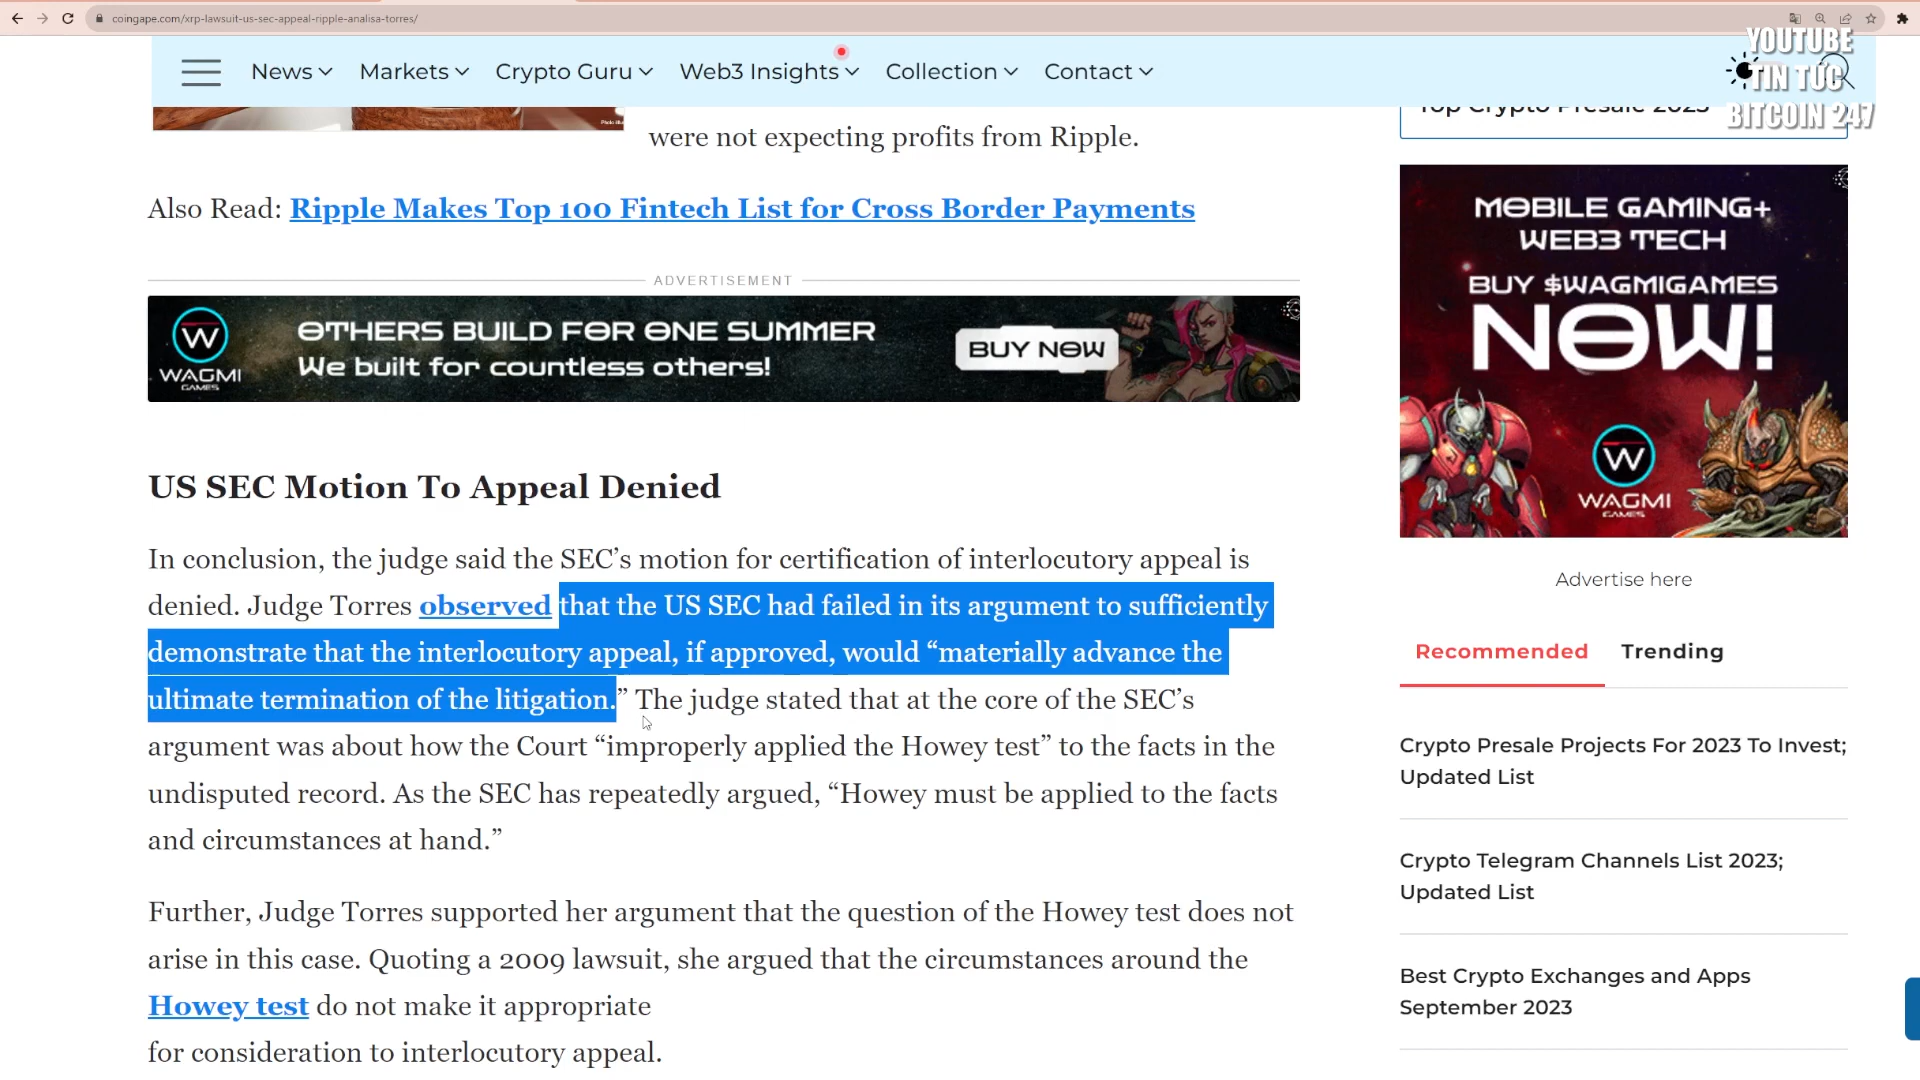 coingape.com/xrp-lawsuit-us-sec-appeal-ripple-analisa-torres/
YOUTUBE
TIN TỨC
BITCOIN 247
News
Markets
Crypto Guru
Web3 Insights
Collection
Contact
were not expecting profits from Ripple.
Also Read: Ripple Makes Top 100 Fintech List for Cross Border Payments
ADVERTISEMENT
WAGMI
GAMES
OTHERS BUILD FOR ONE SUMMER
We built for countless others!
BUY NOW
US SEC Motion To Appeal Denied
In conclusion, the judge said the SEC’s motion for certification of interlocutory appeal is
denied. Judge Torres observed that the US SEC had failed in its argument to sufficiently
demonstrate that the interlocutory appeal, if approved, would “materially advance the
ultimate termination of the litigation.” The judge stated that at the core of the SEC’s
argument was about how the Court “improperly applied the Howey test” to the facts in the
undisputed record. As the SEC has repeatedly argued, “Howey must be applied to the facts
and circumstances at hand.”
Further, Judge Torres supported her argument that the question of the Howey test does not
arise in this case. Quoting a 2009 lawsuit, she argued that the circumstances around the
Howey test do not make it appropriate
for consideration to interlocutory appeal.
Top Crypto Presale 2023
MOBILE GAMING+
WEB3 TECH
BUY $WAGMIGAMES
NOW!
WAGMI
GAMES
Advertise here
Recommended
Trending
Crypto Presale Projects For 2023 To Invest;
Updated List
Crypto Telegram Channels List 2023;
Updated List
Best Crypto Exchanges and Apps
September 2023